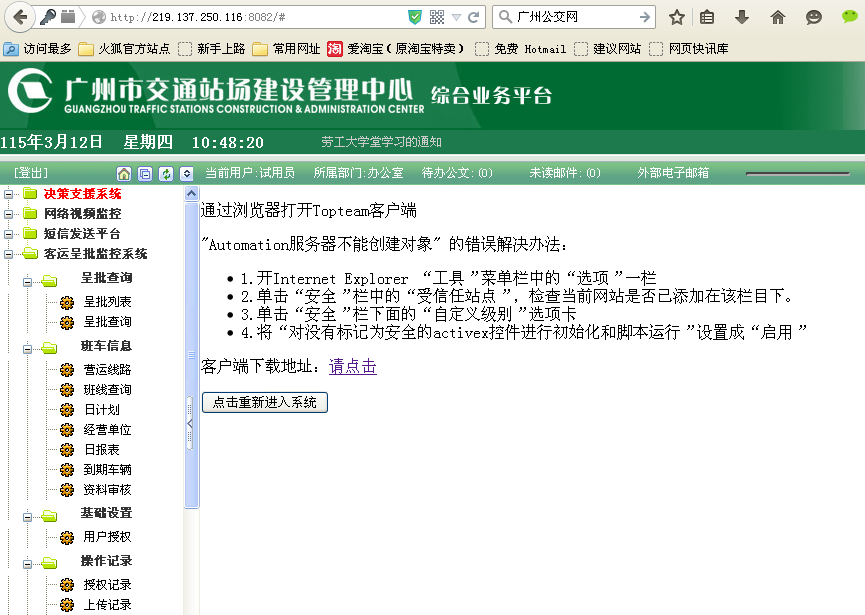 http://219.137.250.116:8082/#
广州公交网
访问最多 火狐官方站点 新手上路 常用网址 淘 爱淘宝(原淘宝特卖) 免费 Hotmail 建议网站 网页快讯库
广州市交通站场建设管理中心 综合业务平台
GUANGZHOU TRAFFIC STATIONS CONSTRUCTION & ADMINISTRATION CENTER
115年3月12日 星期四 10:48:20 劳工大学堂学习的通知
[登出] 当前用户:试用员 所属部门:办公室 待办公文:(0) 未读邮件:(0) 外部电子邮箱
决策支援系统
网络视频监控
短信发送平台
客运呈批监控系统
呈批查询
呈批列表
呈批查询
班车信息
营运线路
班线查询
日计划
经营单位
日报表
到期车辆
资料审核
基础设置
用户授权
操作记录
授权记录
上传记录
通过浏览器打开Topteam客户端
"Automation服务器不能创建对象" 的错误解决办法:
1.开Internet Explorer “工具 ”菜单栏中的“选项 ”一栏
2.单击“安全 ”栏中的“受信任站点 ”, 检查当前网站是否己添加在该栏目下。
3.单击“安全 ”栏下面的“自定义级别 ”选项卡
4.将“对没有标记为安全的activex控件进行初始化和脚本运行 ”设置成“启用 ”
客户端下载地址: 请点击
点击重新进入系统